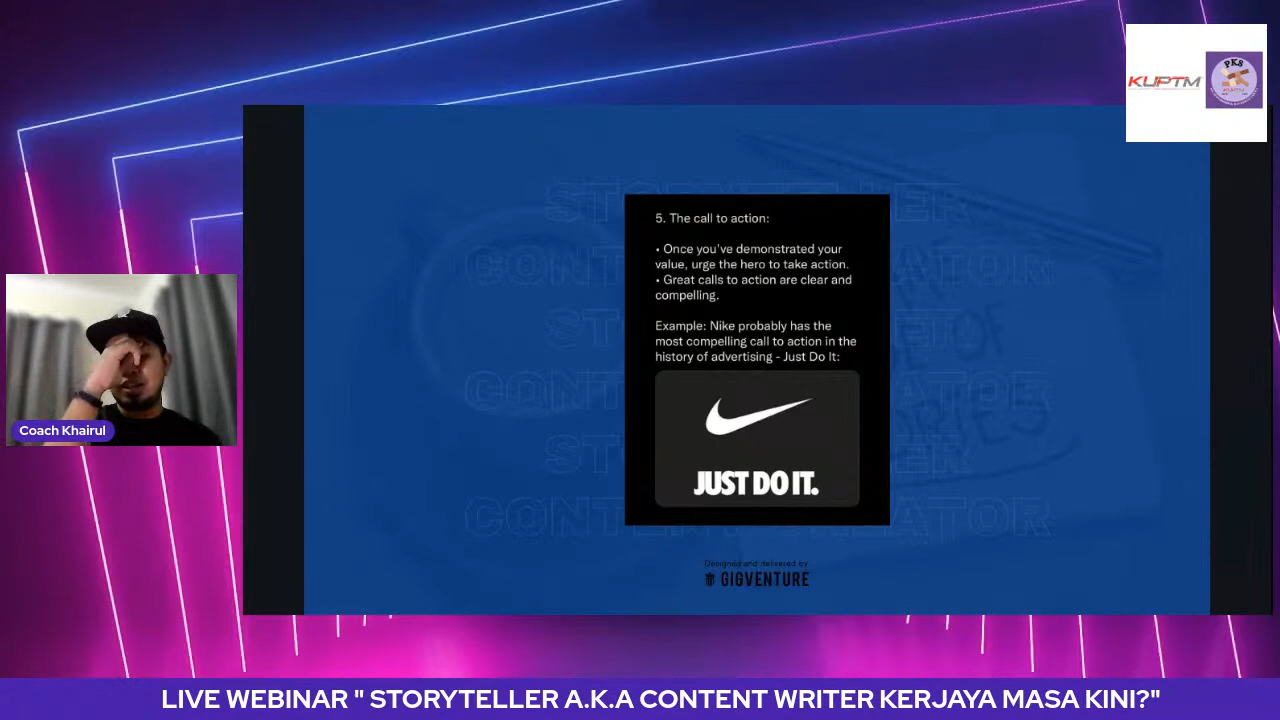 KUPTM
PKS
STORYTELLER
CONTENT CREATOR
5. The call to action:
• Once you've demonstrated your
value, urge the hero to take action.
• Great calls to action are clear and
compelling.
Example: Nike probably has the
most compelling call to action in the
history of advertising - Just Do It:
JUST DO IT.
Designed and delivered by
GIGVENTURE
Coach Khairul
LIVE WEBINAR " STORYTELLER A.K.A CONTENT WRITER KERJAYA MASA KINI?"